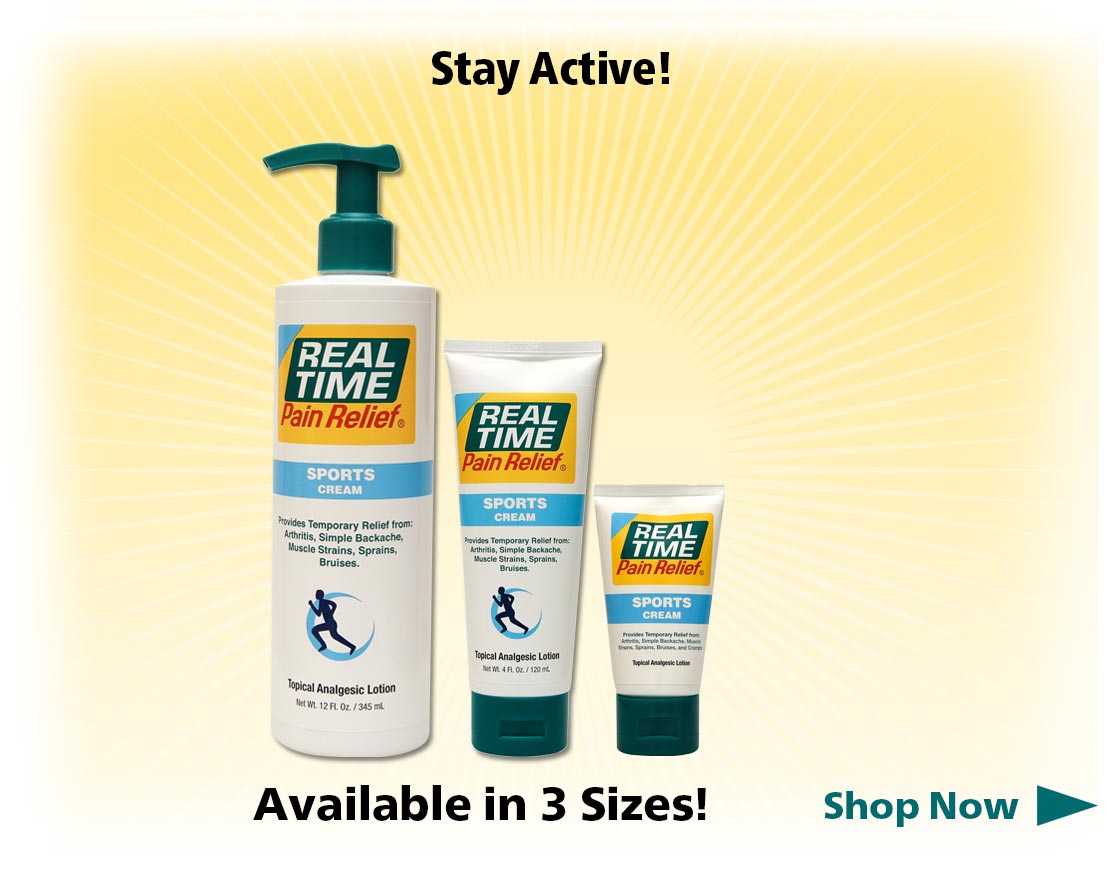 Stay Active!
REAL
TIME
Pain Relief®
SPORTS
CREAM
Provides Temporary Relief from:
Arthritis, Simple Backache,
Muscle Strains, Sprains,
Bruises.
Topical Analgesic Lotion
Net Wt. 12 Fl. Oz. / 345 mL
REAL
TIME
Pain Relief®
SPORTS
CREAM
Provides Temporary Relief from:
Arthritis, Simple Backache,
Muscle Strains, Sprains,
Bruises.
Topical Analgesic Lotion
Net Wt. 4 Fl. Oz. / 120 mL
REAL
TIME
Pain Relief®
SPORTS
CREAM
Provides Temporary Relief from:
Arthritis, Simple Backache, Muscle
Strains, Sprains, Bruises, and Cramps
Topical Analgesic Lotion
Available in 3 Sizes!
Shop Now